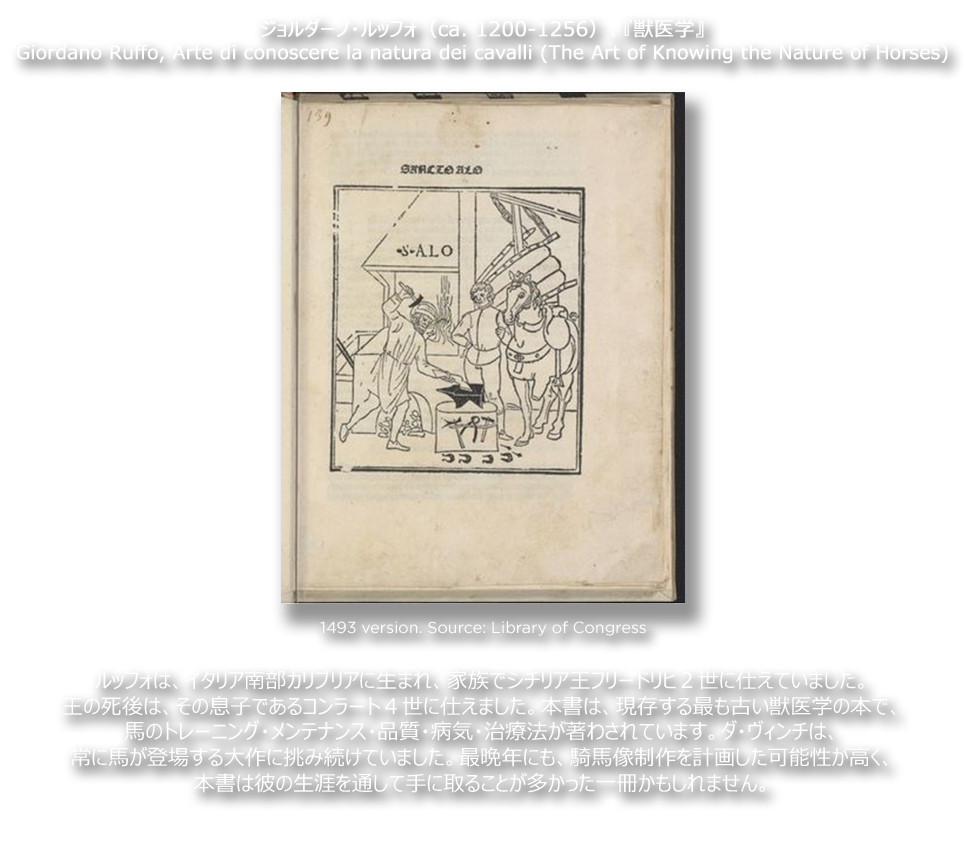 ジョルダーノ・ルッフォ（ca. 1200-1256）、『獣医学』
Giordano Ruffo, Arte di conoscere la natura dei cavalli (The Art of Knowing the Nature of Horses)
139
SANCTO ALO
•S•ALO
1493 version. Source: Library of Congress
ルッフォは、イタリア南部カリブリアに生まれ、家族でシチリア王フリードリヒ２世に仕えていました。
王の死後は、その息子であるコンラート４世に仕えました。本書は、現存する最も古い獣医学の本で、
馬のトレーニング・メンテナンス・品質・病気・治療法が著わされています。ダ・ヴィンチは、
常に馬が登場する大作に挑み続けていました。最晩年にも、騎馬像制作を計画した可能性が高く、
本書は彼の生涯を通して手に取ることが多かった一冊かもしれません。